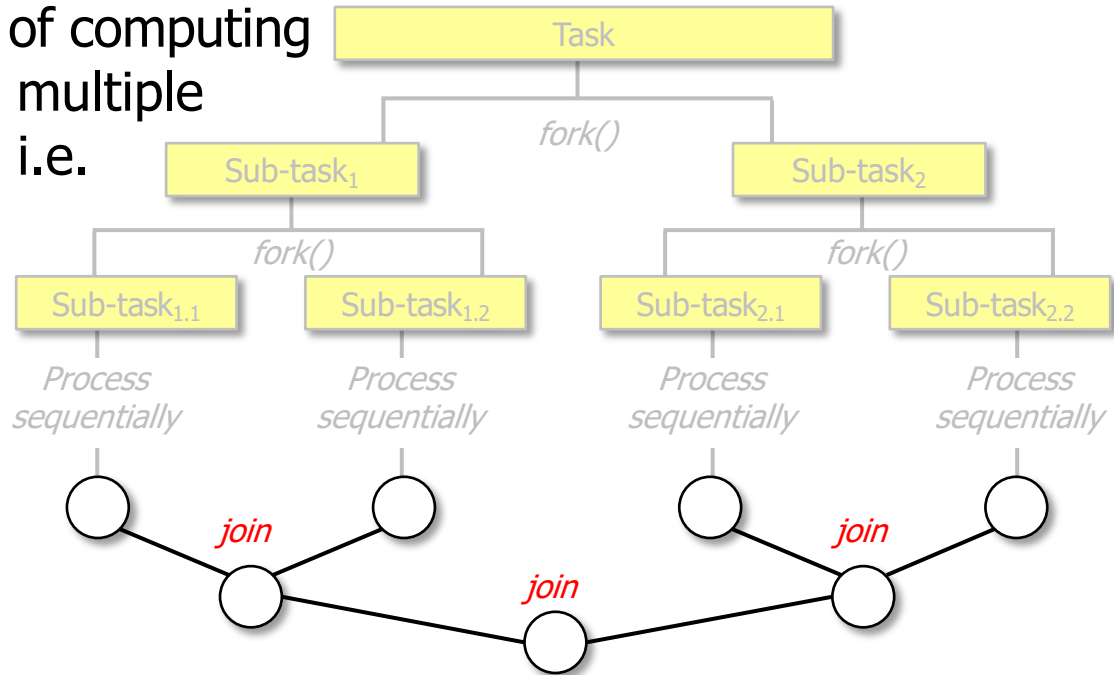 of computing
multiple
i.e.
Task
fork()
Sub-task1
Sub-task2
fork()
fork()
Sub-task1.1
Sub-task1.2
Sub-task2.1
Sub-task2.2
Process
sequentially
Process
sequentially
Process
sequentially
Process
sequentially
join
join
join